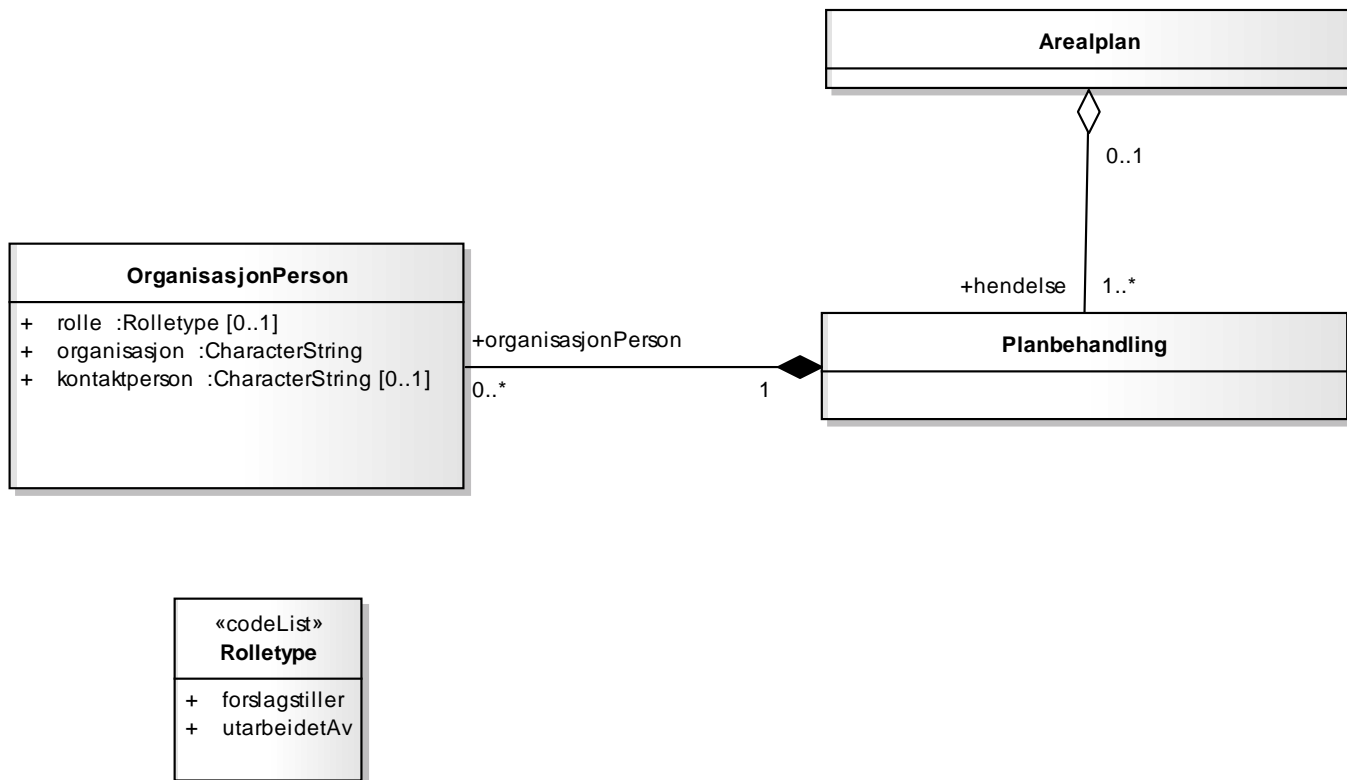 Arealplan
0..1
+hendelse 1..*
OrganisasjonPerson
+ rolle :Rolletype [0..1]
+ organisasjon :CharacterString
+ kontaktperson :CharacterString [0..1]
+organisasjonPerson
0..* 1
Planbehandling
«codeList»
Rolletype
+ forslagstiller
+ utarbeidetAv